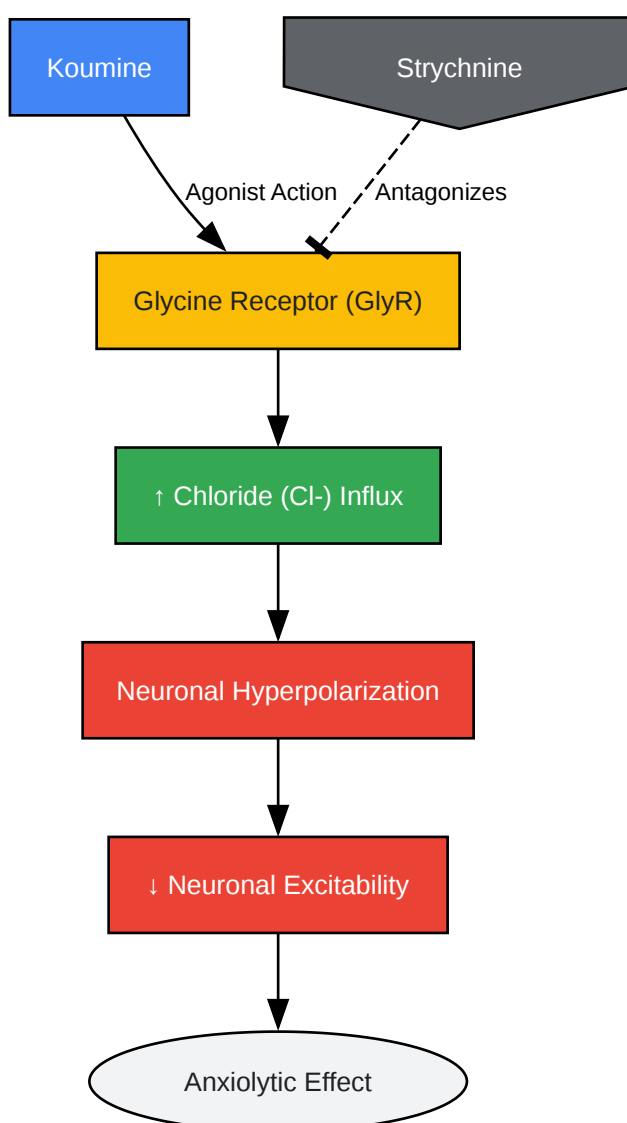 Koumine
Strychnine
Agonist Action
Antagonizes
Glycine Receptor (GlyR)
↑ Chloride (Cl-) Influx
Neuronal Hyperpolarization
↓ Neuronal Excitability
Anxiolytic Effect